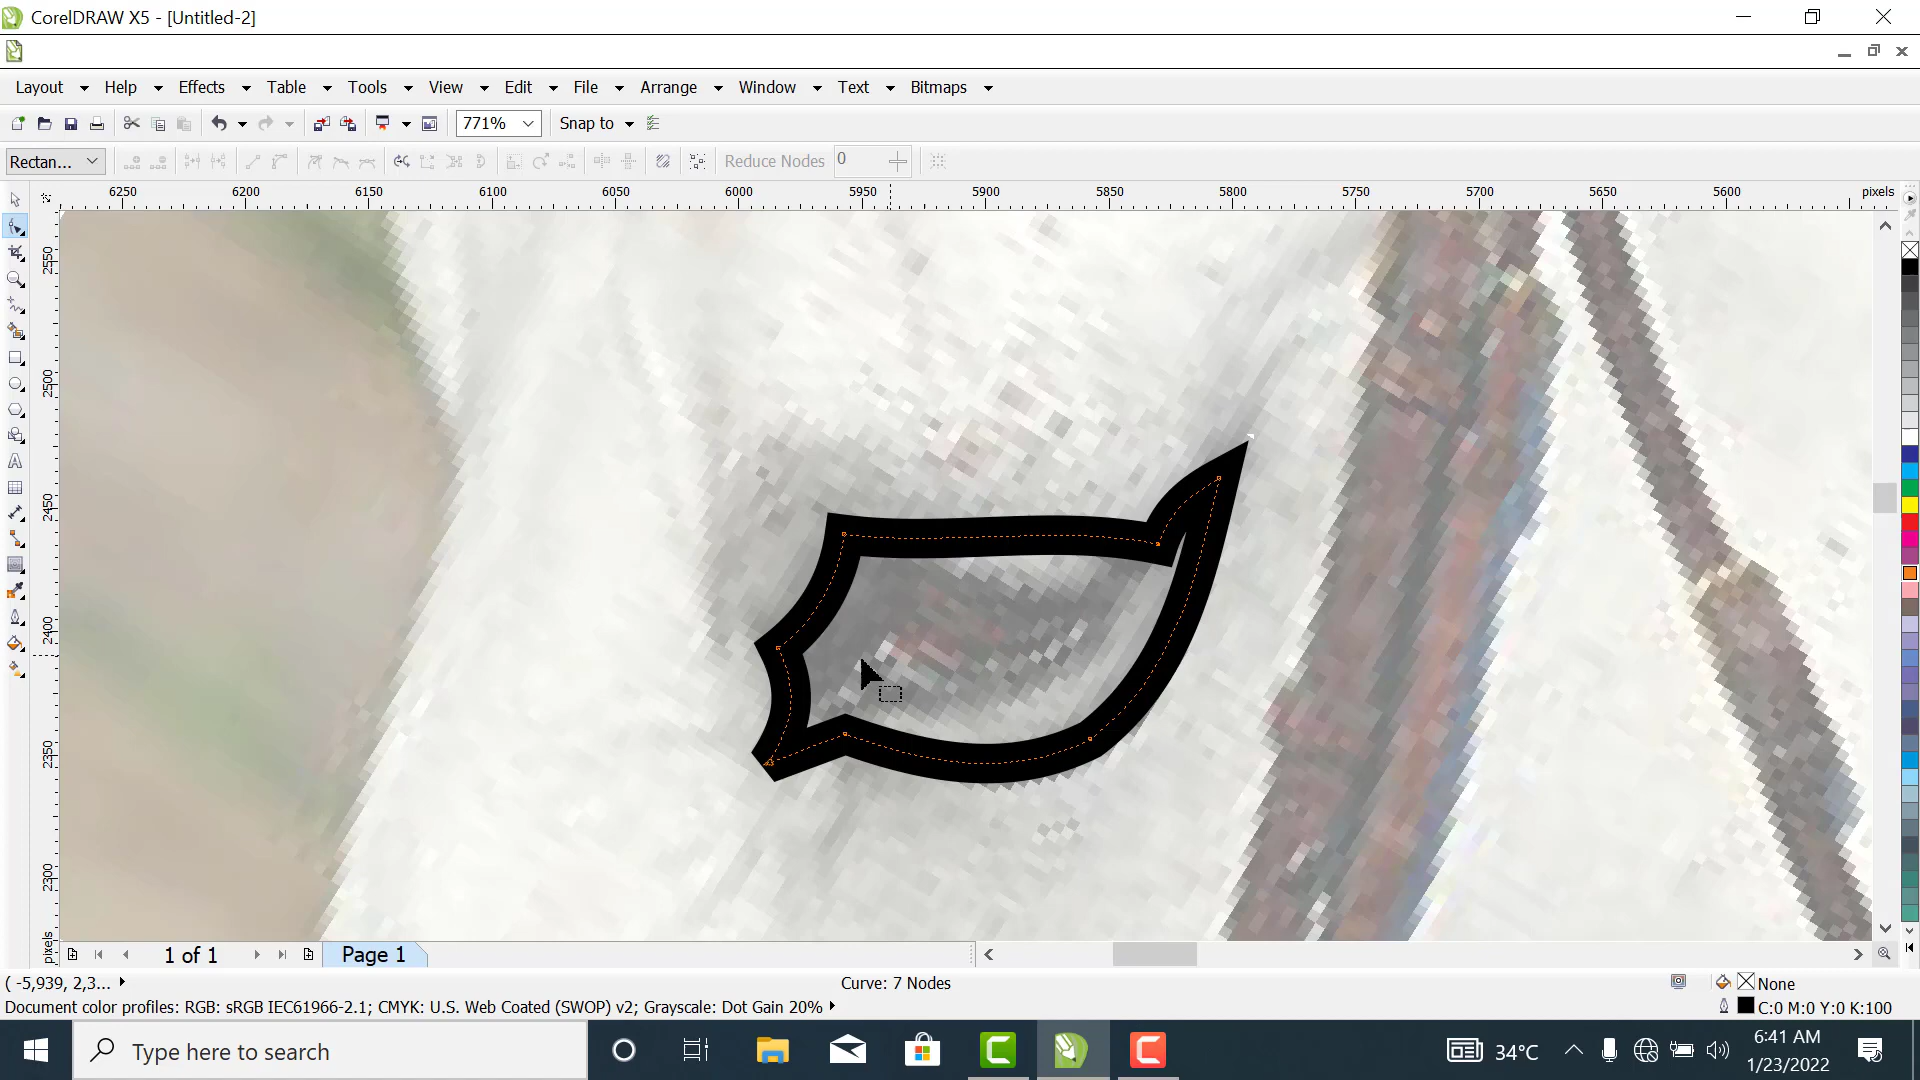 CorelDRAW X5 - [Untitled-2]
Layout Help Effects Table Tools View Edit File Arrange Window Text Bitmaps
771% Snap to
Rectan... Reduce Nodes 0
6250 6200 6150 6100 6050 6000 5950 5900 5850 5800 5750 5700 5650 5600 pixels
2550
2500
2450
2400
2350
2300
pixels
1 of 1 Page 1
( -5,939, 2,3... Curve: 7 Nodes None
Document color profiles: RGB: sRGB IEC61966-2.1; CMYK: U.S. Web Coated (SWOP) v2; Grayscale: Dot Gain 20% C:0 M:0 Y:0 K:100
Type here to search 34°C 6:41 AM
1/23/2022